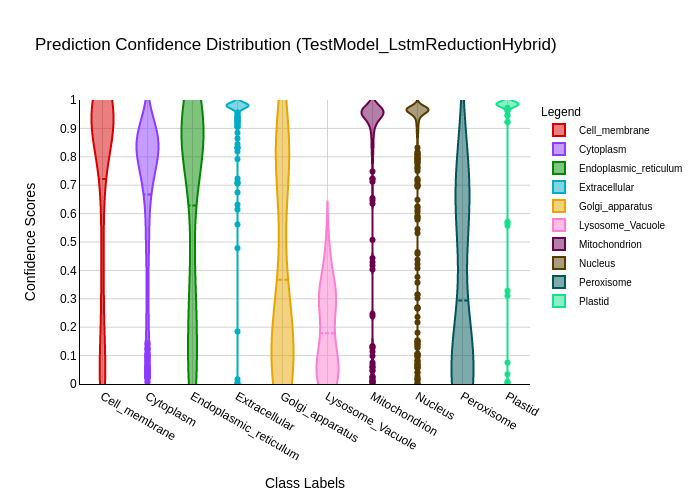 Prediction Confidence Distribution (TestModel_LstmReductionHybrid)
1
0.9
0.8
0.7
0.6
0.5
0.4
0.3
0.2
0.1
0
Confidence Scores
Cell_membrane
Cytoplasm
Endoplasmic_reticulum
Extracellular
Golgi_apparatus
Lysosome_Vacuole
Mitochondrion
Nucleus
Peroxisome
Plastid
Class Labels
Legend
Cell_membrane
Cytoplasm
Endoplasmic_reticulum
Extracellular
Golgi_apparatus
Lysosome_Vacuole
Mitochondrion
Nucleus
Peroxisome
Plastid